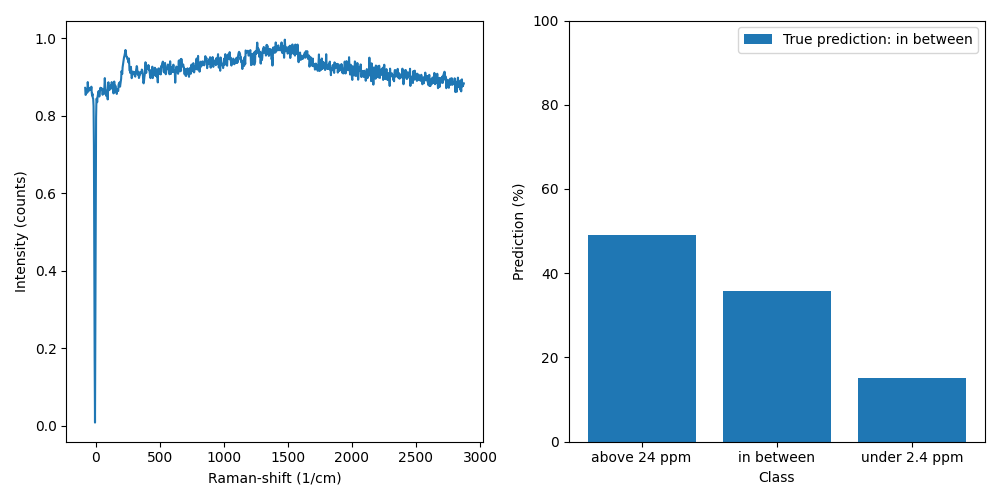 1.0
0.8
0.6
0.4
0.2
0.0
Intensity (counts)
0 500 1000 1500 2000 2500 3000
Raman-shift (1/cm)
100
80
60
40
20
0
Prediction (%)
True prediction: in between
above 24 ppm in between under 2.4 ppm
Class